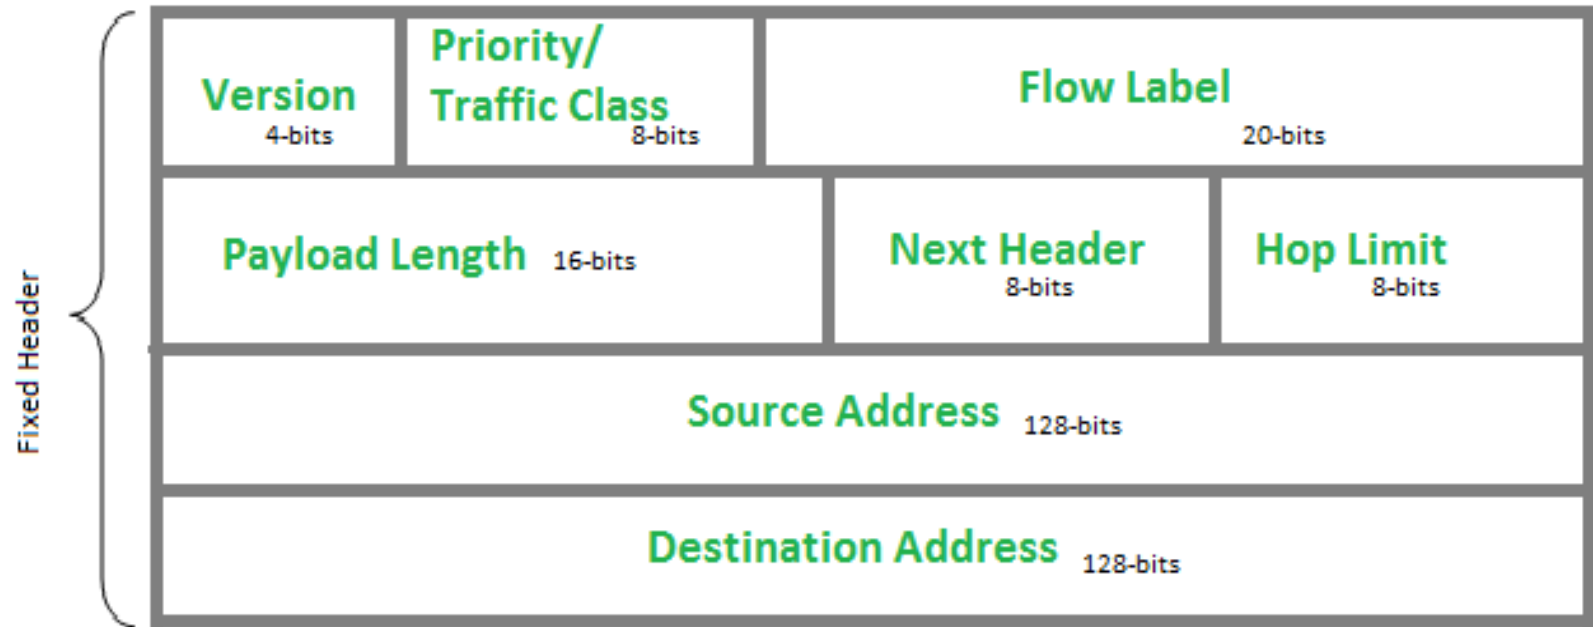 Fixed Header
Version
4-bits
Priority/
Traffic Class
8-bits
Flow Label
20-bits
Payload Length 16-bits
Next Header
8-bits
Hop Limit
8-bits
Source Address 128-bits
Destination Address 128-bits